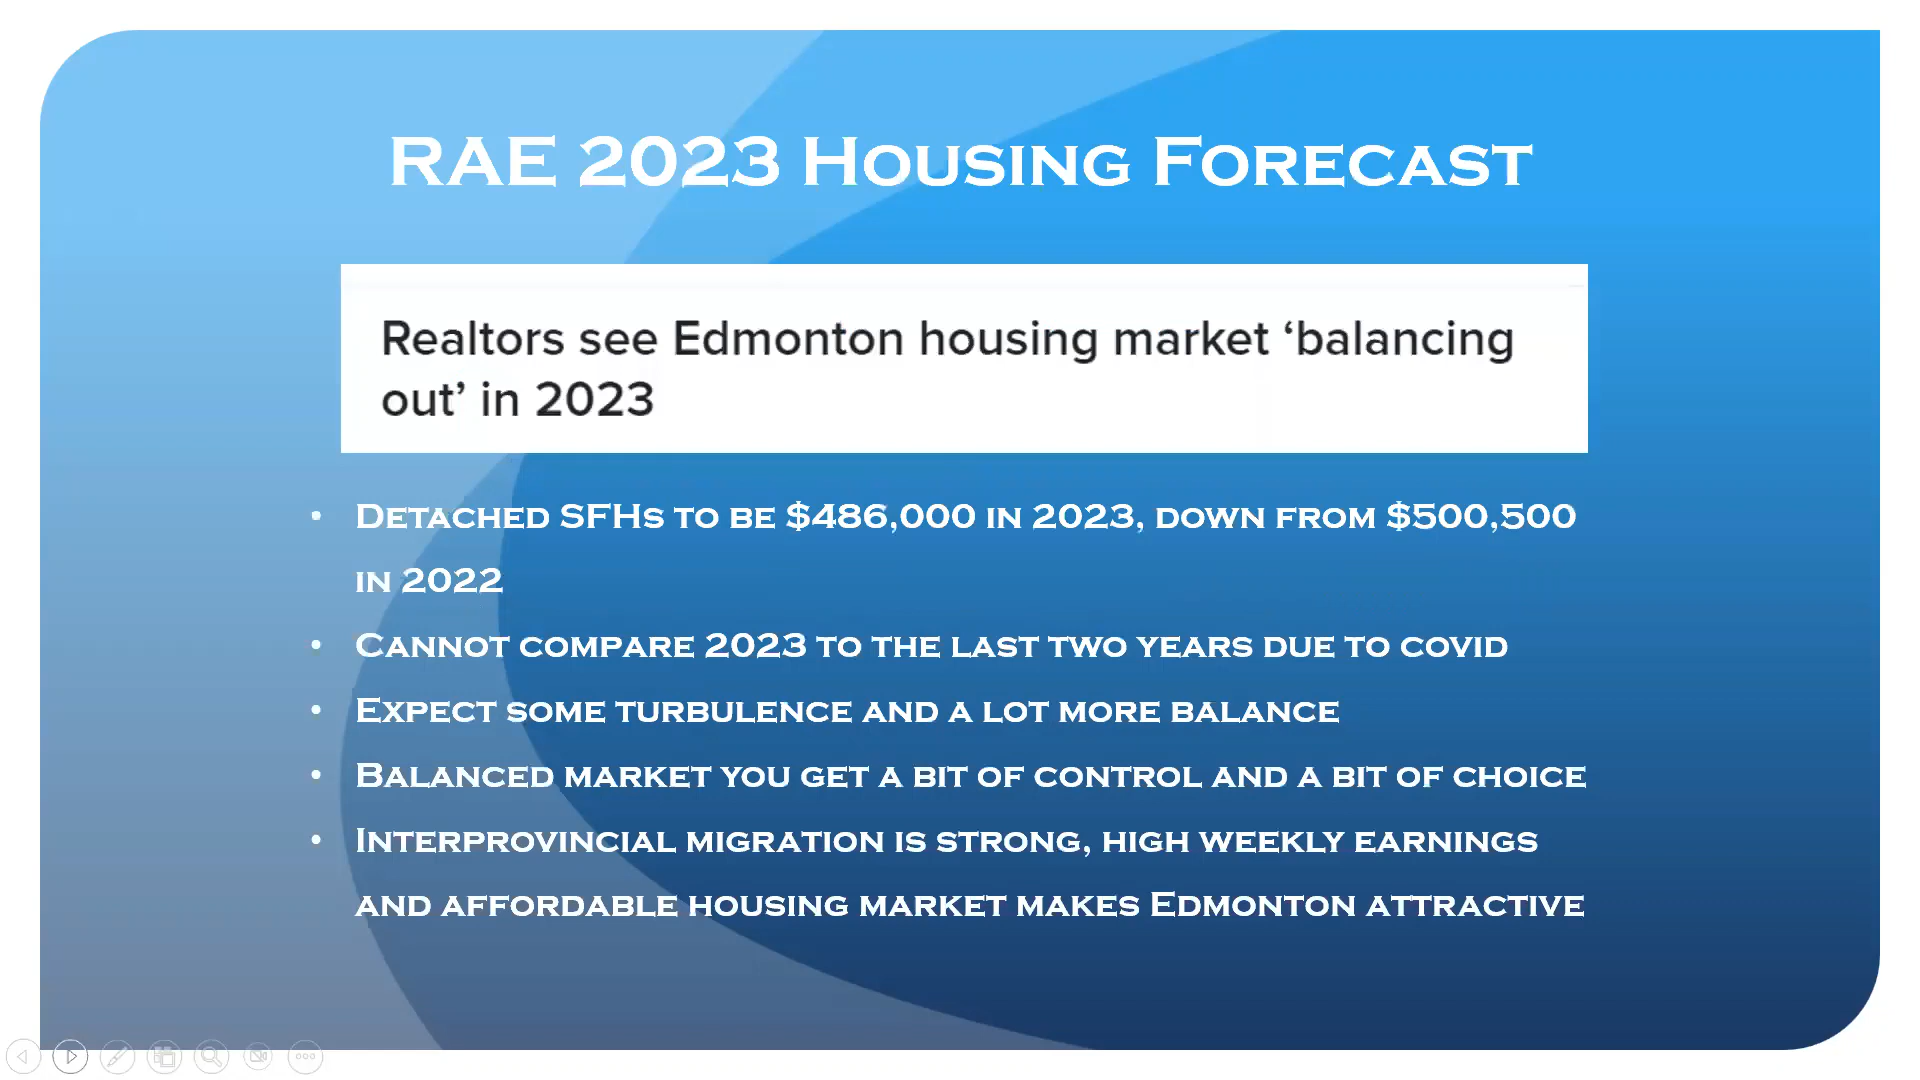 RAE 2023 Housing Forecast
Realtors see Edmonton housing market ‘balancing
out’ in 2023
• Detached SFHs to be $486,000 in 2023, down from $500,500
in 2022
• Cannot compare 2023 to the last two years due to covid
• Expect some turbulence and a lot more balance
• Balanced market you get a bit of control and a bit of choice
• Interprovincial migration is strong, high weekly earnings
and affordable housing market makes Edmonton attractive